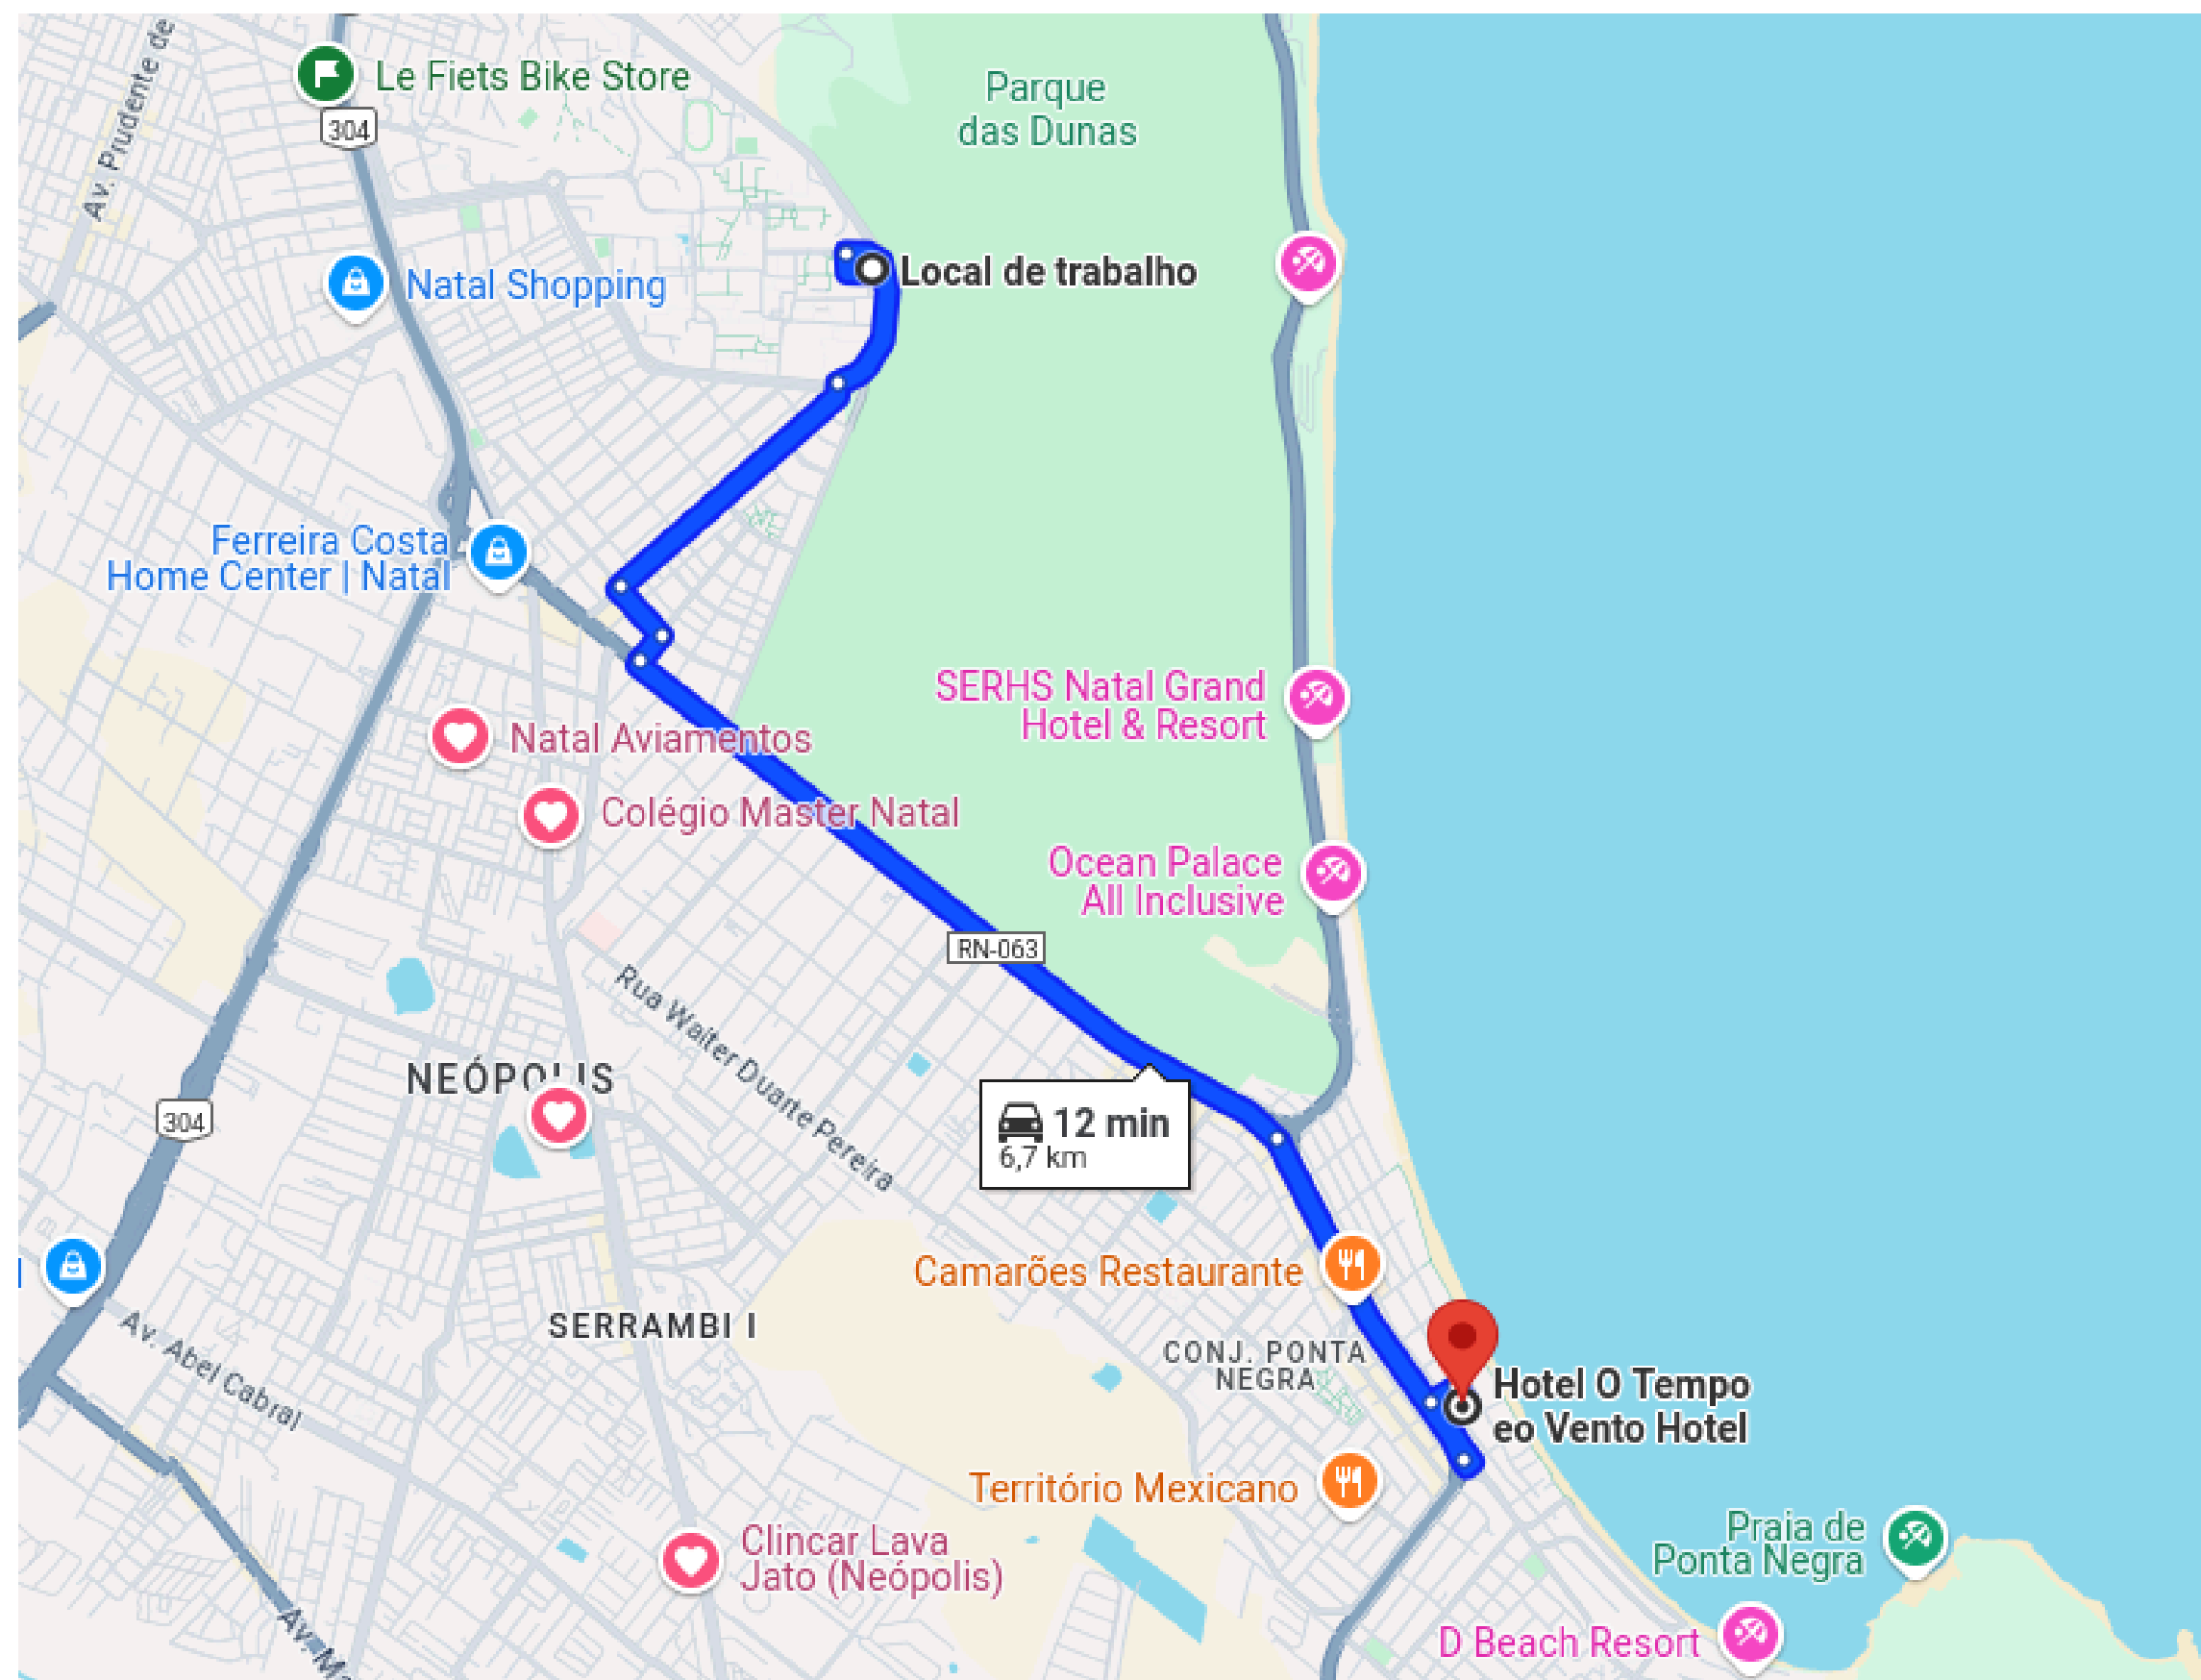 Av. Prudente de
Le Fiets Bike Store
304
Parque
das Dunas
Local de trabalho
Natal Shopping
Ferreira Costa
Home Center | Natal
SERHS Natal Grand
Hotel & Resort
Natal Aviamentos
Colégio Master Natal
Ocean Palace
All Inclusive
RN-063
Rua Walter Duarte Pereira
NEÓPOLIS
304
12 min
6,7 km
Camarões Restaurante
SERRAMBI I
Av. Abel Cabral
CONJ. PONTA
NEGRA
Hotel O Tempo
eo Vento Hotel
Território Mexicano
Clincar Lava
Jato (Neópolis)
Praia de
Ponta Negra
D Beach Resort
Av. Ma